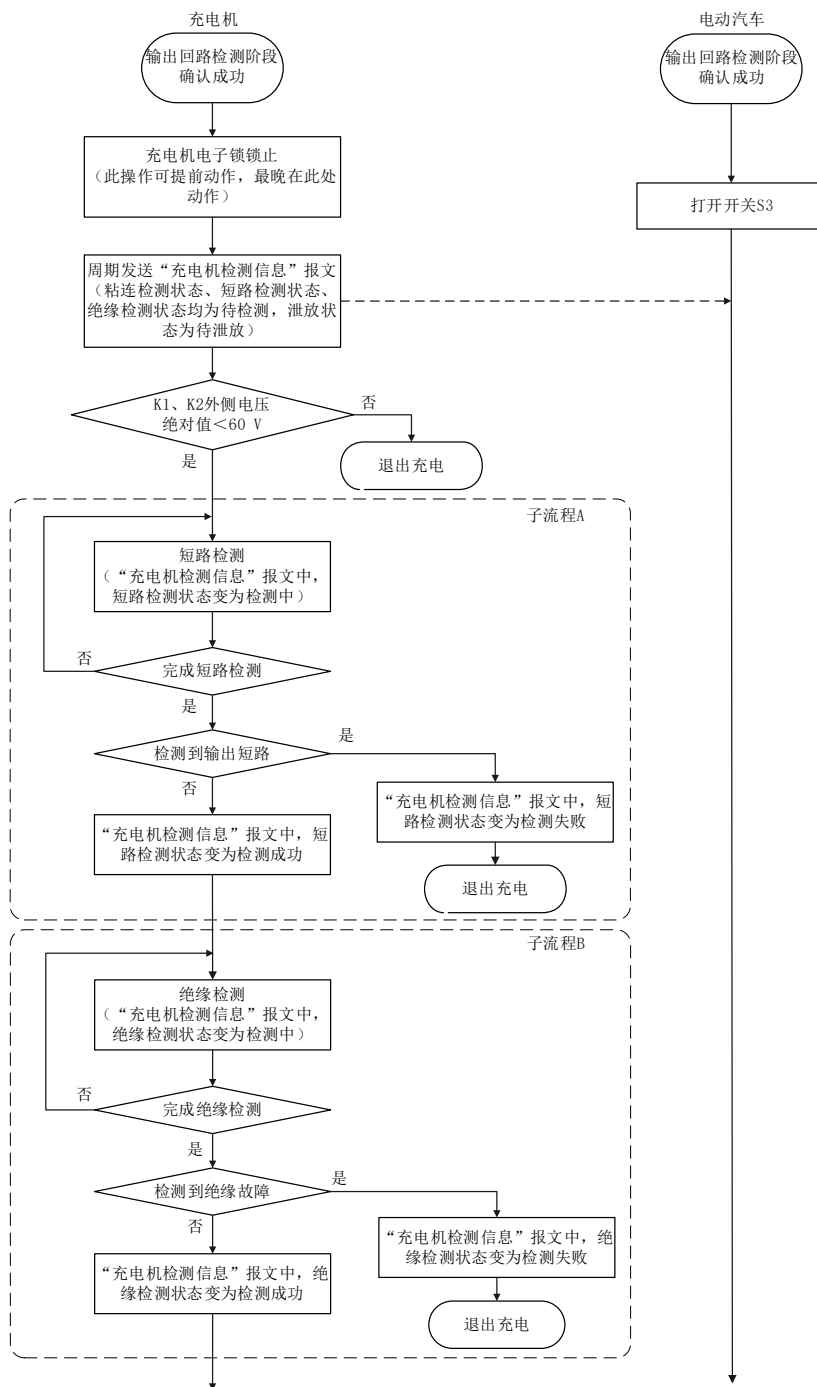 充电机
电动汽车
输出回路检测阶段
确认成功
输出回路检测阶段
确认成功
充电机电子锁锁止
（此操作可提前动作，最晚在此处
动作）
打开开关S3
周期发送“充电机检测信息”报文
（粘连检测状态、短路检测状态、
绝缘检测状态均为待检测，泄放状
态为待泄放）
K1、K2外侧电压
绝对值＜60 V
否
是
退出充电
子流程A
短路检测
（“充电机检测信息”报文中，
短路检测状态变为检测中）
否
完成短路检测
是
检测到输出短路
是
否
“充电机检测信息”报文中，短
路检测状态变为检测失败
“充电机检测信息”报文中，短
路检测状态变为检测成功
退出充电
子流程B
绝缘检测
（“充电机检测信息”报文中，
绝缘检测状态变为检测中）
否
完成绝缘检测
是
检测到绝缘故障
是
否
“充电机检测信息”报文中，绝
缘检测状态变为检测失败
“充电机检测信息”报文中，绝
缘检测状态变为检测成功
退出充电